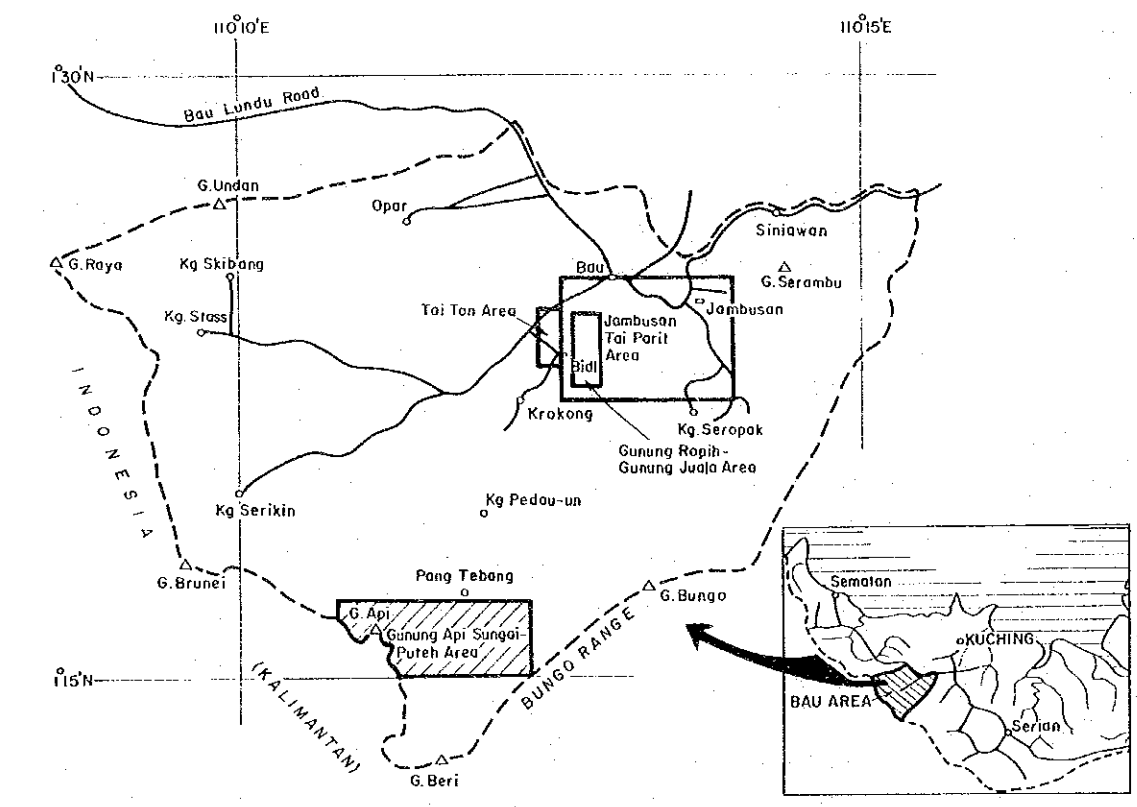 110°10'E
110°15'E
1°30'N
Bau Lundu Road
G.Undan
Opar
Siniawan
G.Raya
Kg Skibang
Bau
G.Serambu
Tai Ton Area
Jambusan
Kg.Stass
Jambusan
Tai Parit
Area
Bidi
Krokong
Kg.Seropak
Gunung Ropih-
Gunung Juala Area
INDONESIA
Kg Serikin
Kg Pedau-un
G.Brunei
Pang Tebang
G.Bungo
G.Api
Gunung Api Sungai-
Puteh Area
BUNGO RANGE
1°15'N
(KALIMANTAN)
G.Beri
Sematan
KUCHING
BAU AREA
Serian